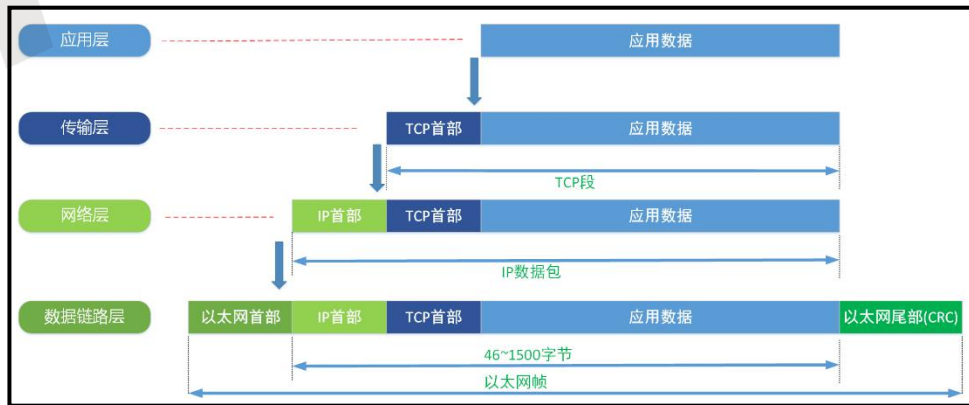 应用层 应用数据
传输层 TCP首部 应用数据
TCP段
网络层 IP首部 TCP首部 应用数据
IP数据包
数据链路层 以太网首部 IP首部 TCP首部 应用数据 以太网尾部(CRC)
46~1500字节
以太网帧